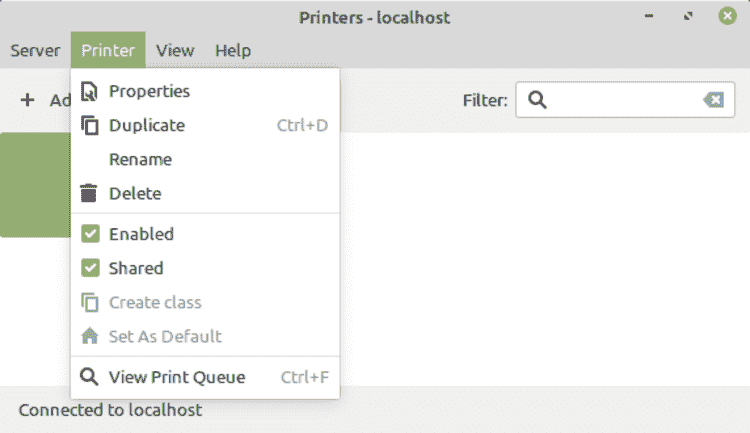 Printers - localhost
Server Printer View Help
+ Ad
Filter:
Properties
Duplicate Ctrl+D
Rename
Delete
Enabled
Shared
Create class
Set As Default
View Print Queue Ctrl+F
Connected to localhost